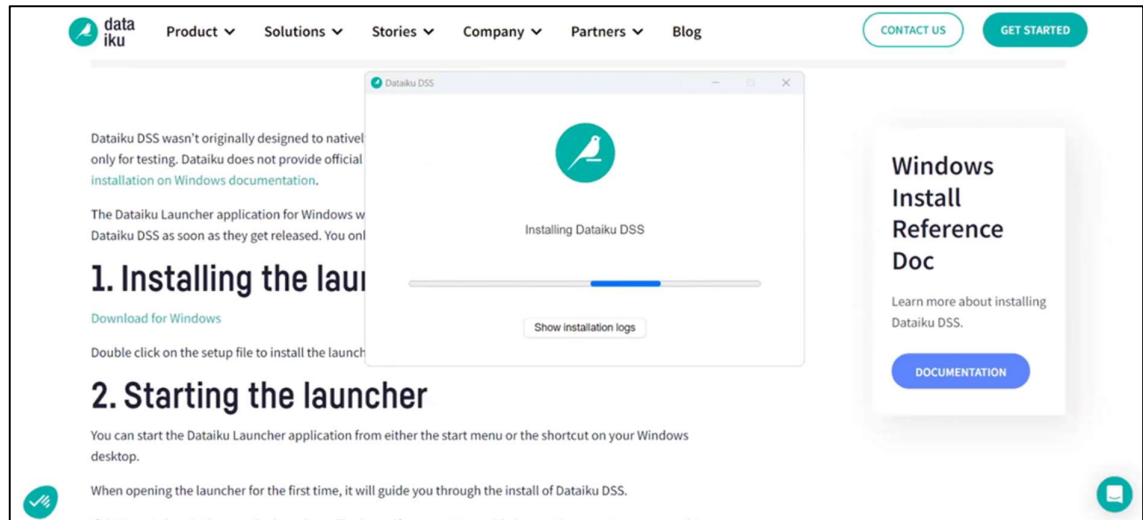 data
iku
Product
Solutions
Stories
Company
Partners
Blog
CONTACT US
GET STARTED
Dataiku DSS
Dataiku DSS wasn't originally designed to nativel
only for testing. Dataiku does not provide official
installation on Windows documentation.
The Dataiku Launcher application for Windows w
Dataiku DSS as soon as they get released. You onl
Installing Dataiku DSS
Show installation logs
1. Installing the lau
Download for Windows
Double click on the setup file to install the launch
2. Starting the launcher
You can start the Dataiku Launcher application from either the start menu or the shortcut on your Windows
desktop.
When opening the launcher for the first time, it will guide you through the install of Dataiku DSS.
Windows
Install
Reference
Doc
Learn more about installing
Dataiku DSS.
DOCUMENTATION